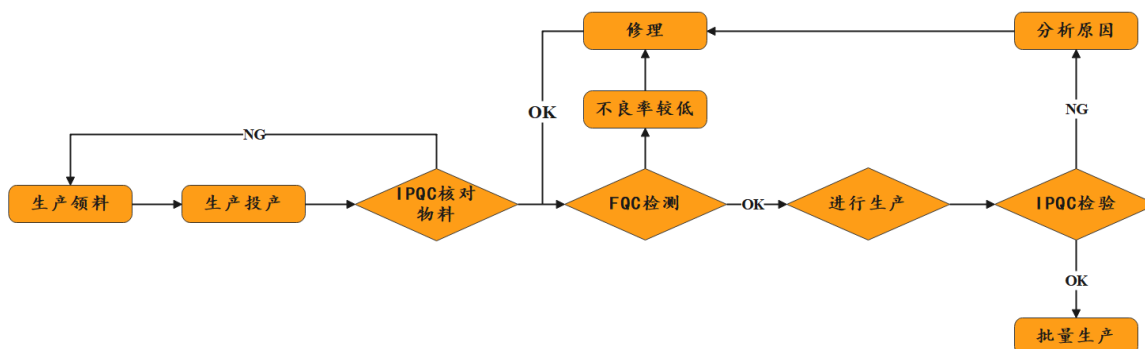 修理
分析原因
OK
不良率较低
NG
NG
生产领料
生产投产
IPQC核对
物料
FQC检测
OK
进行生产
IPQC检验
OK
批量生产